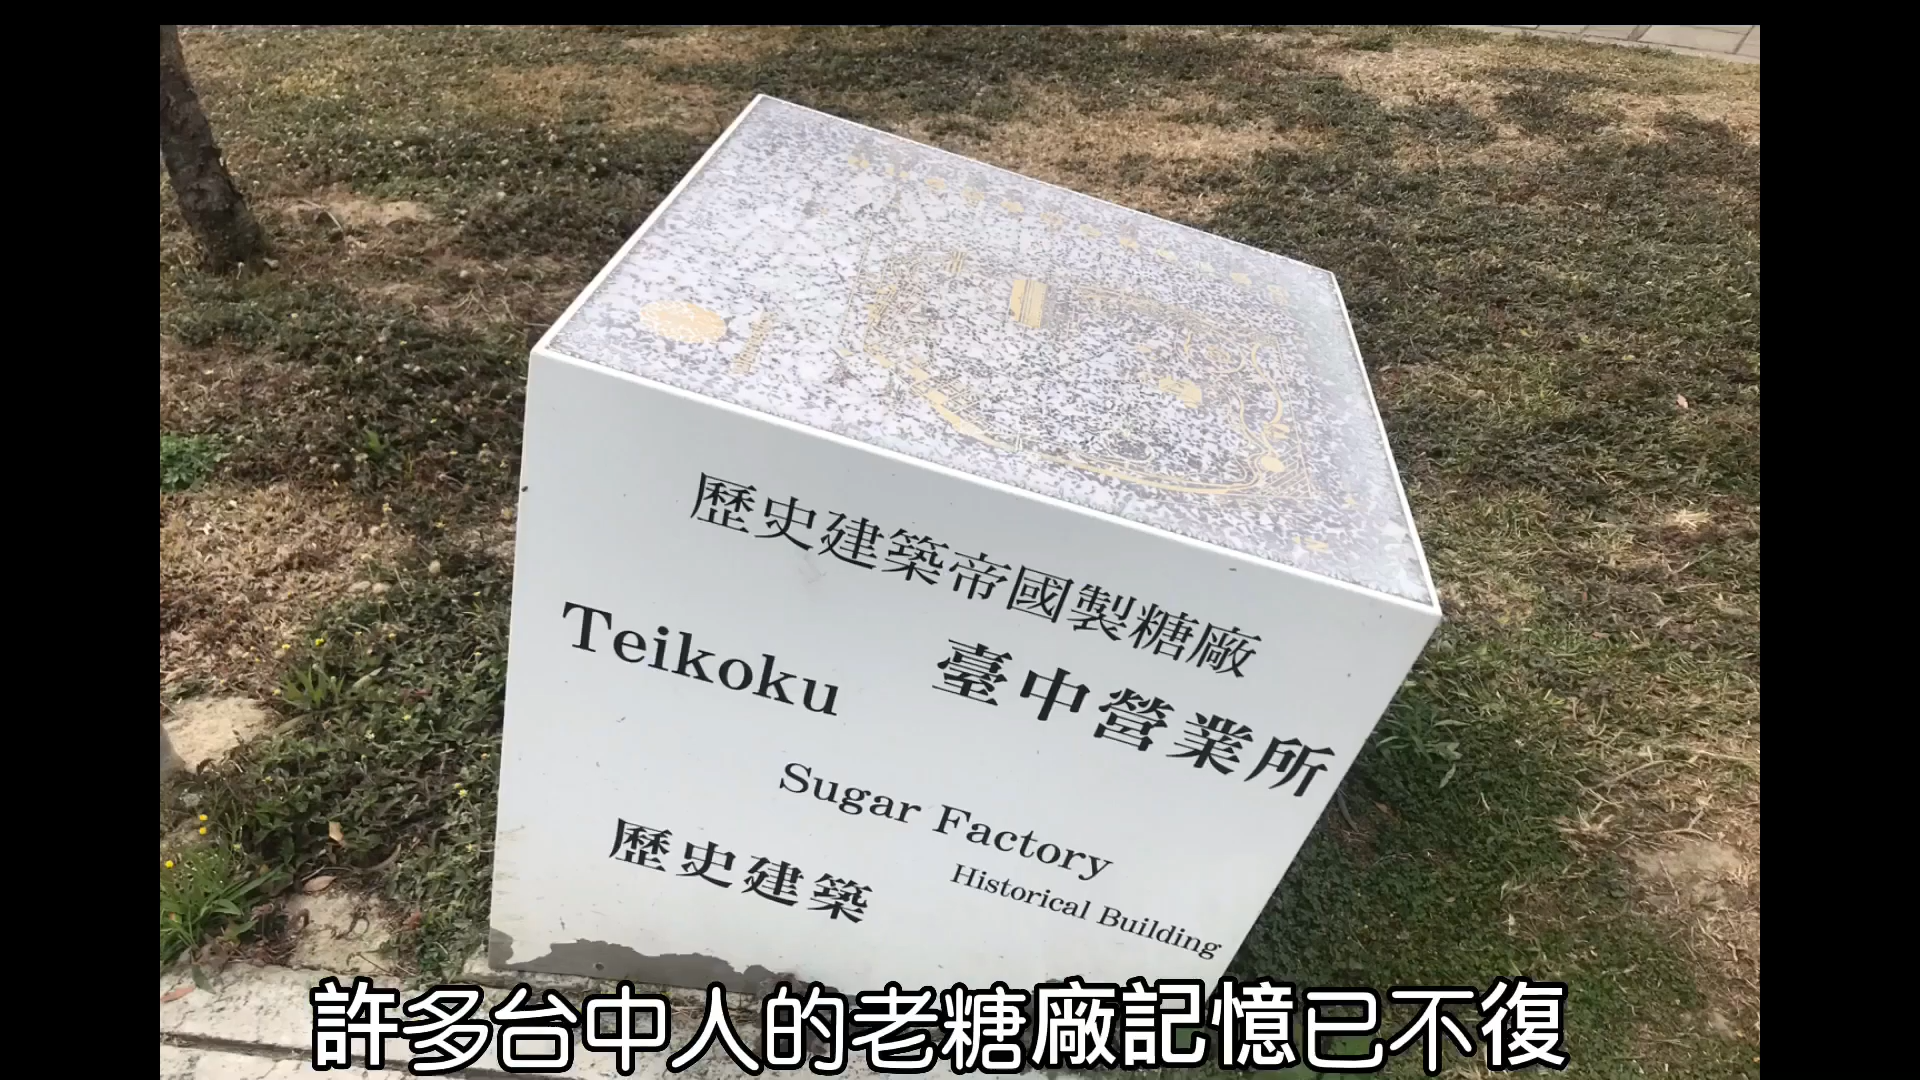 歷史建築帝國製糖廠
臺中營業所
Teikoku
Sugar Factory
Historical Building
歷史建築
許多台中人的老糖廠記憶已不復